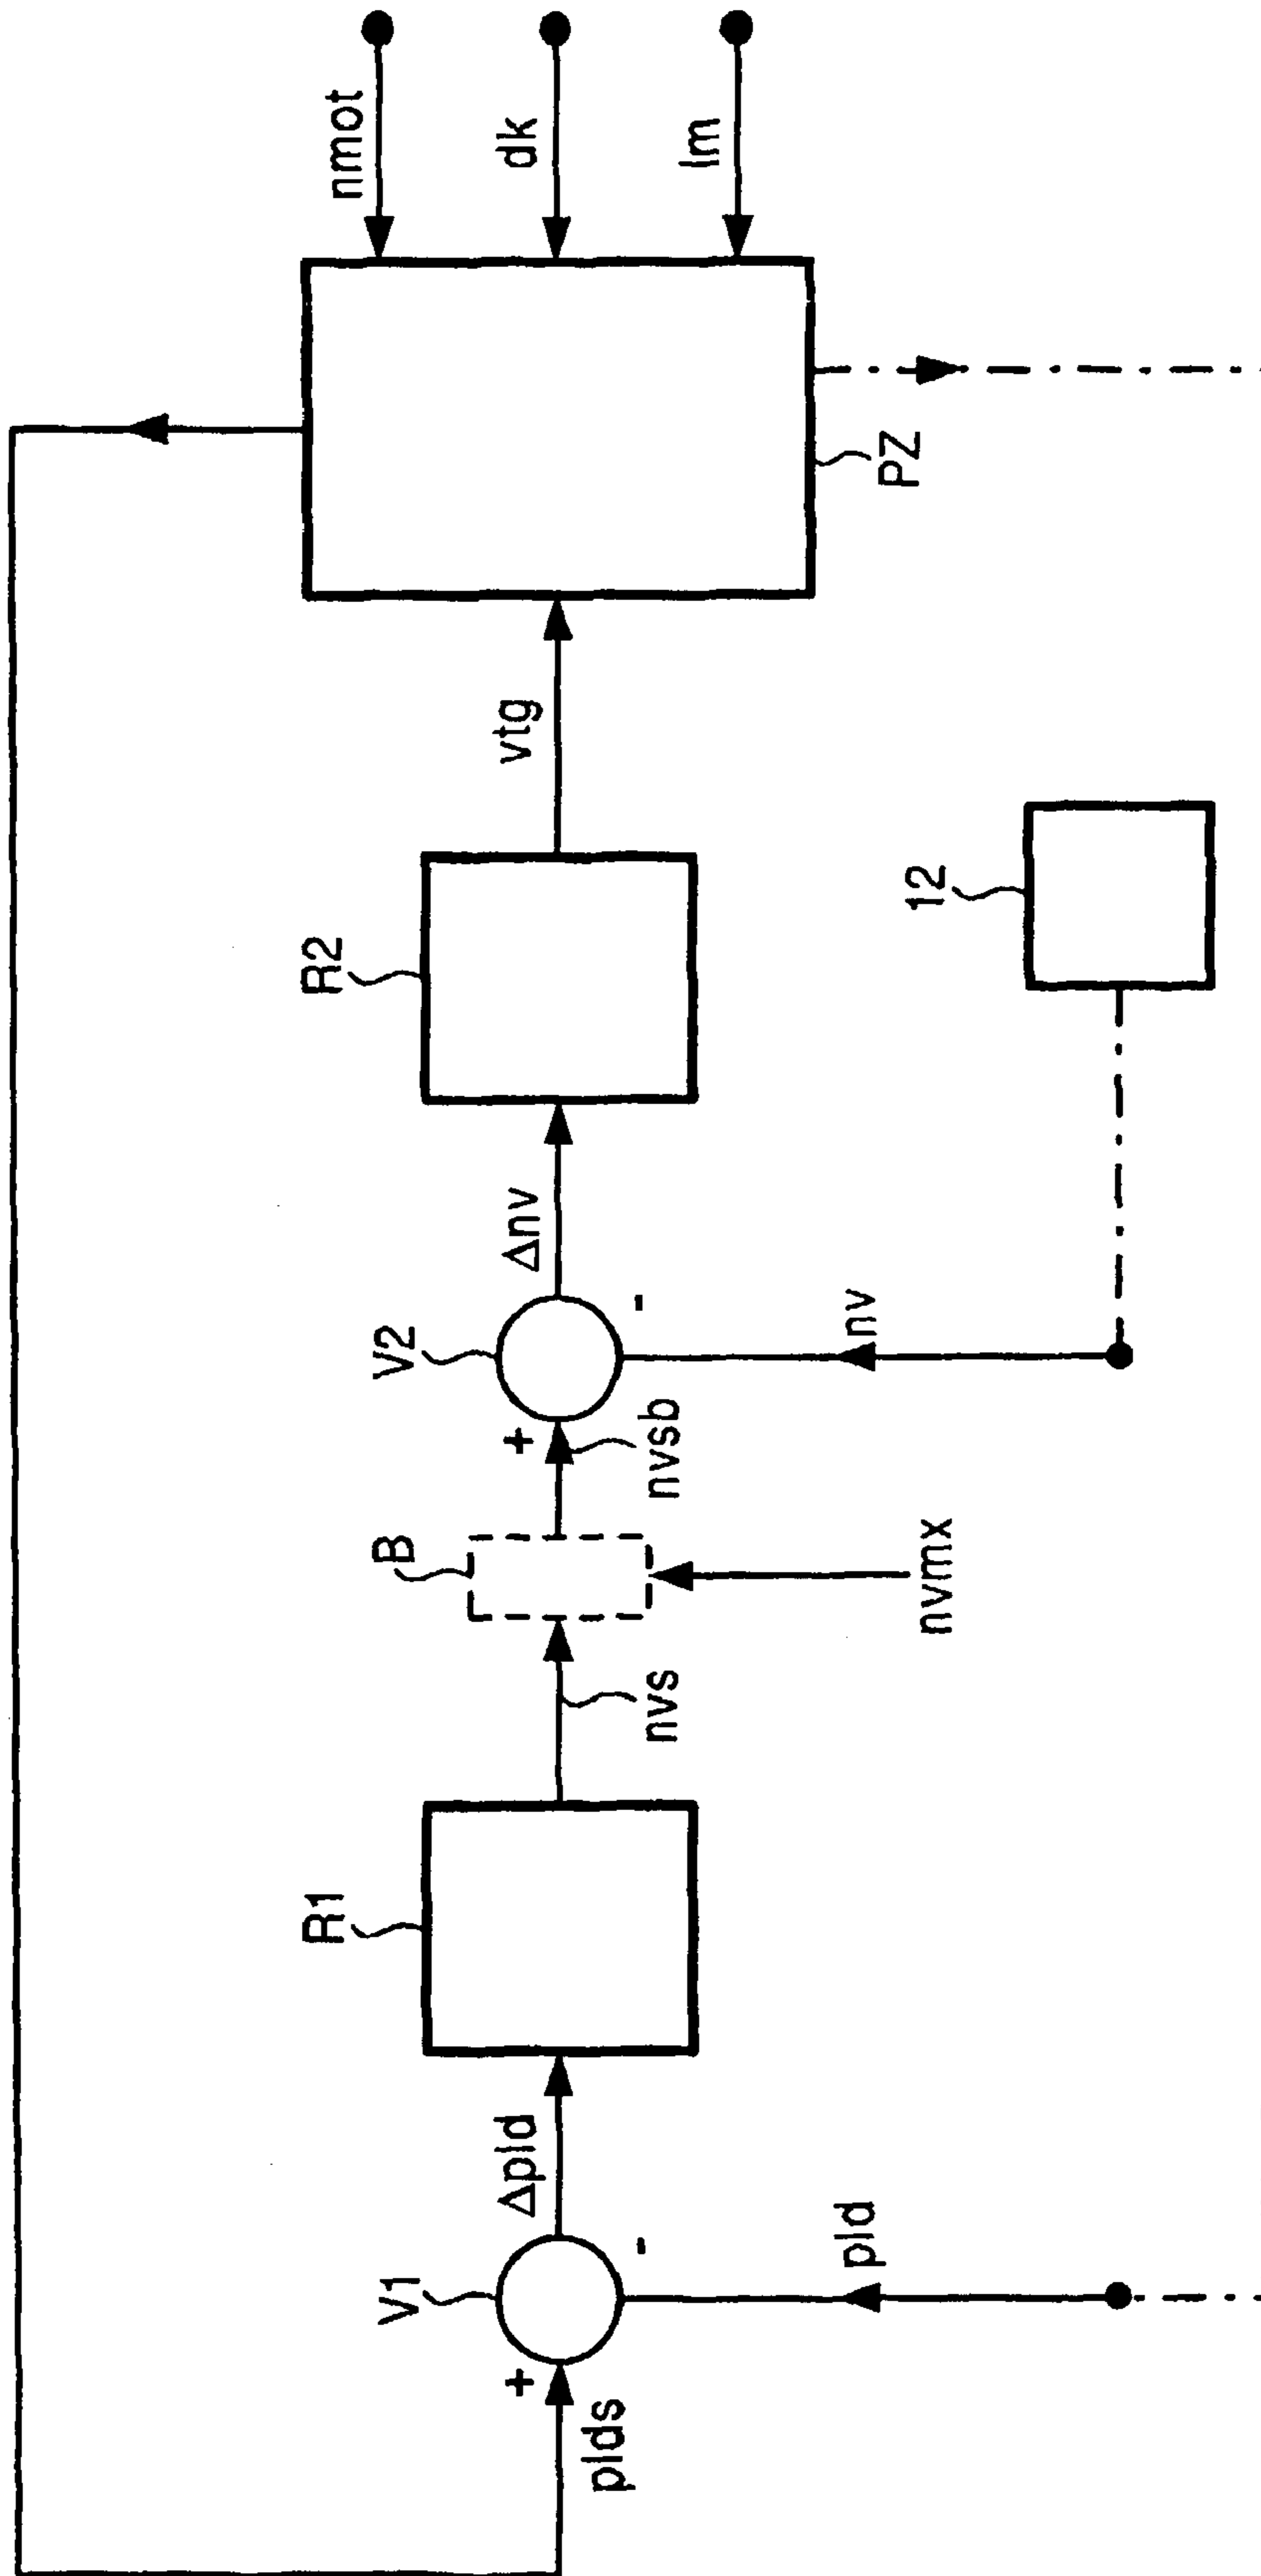 nmot
dk
lm
PZ
vtg
R2
12
Δnv
V2
-
nv
+
nvsb
B
nvmx
nvs
R1
Δpld
V1
-
pld
+
plds